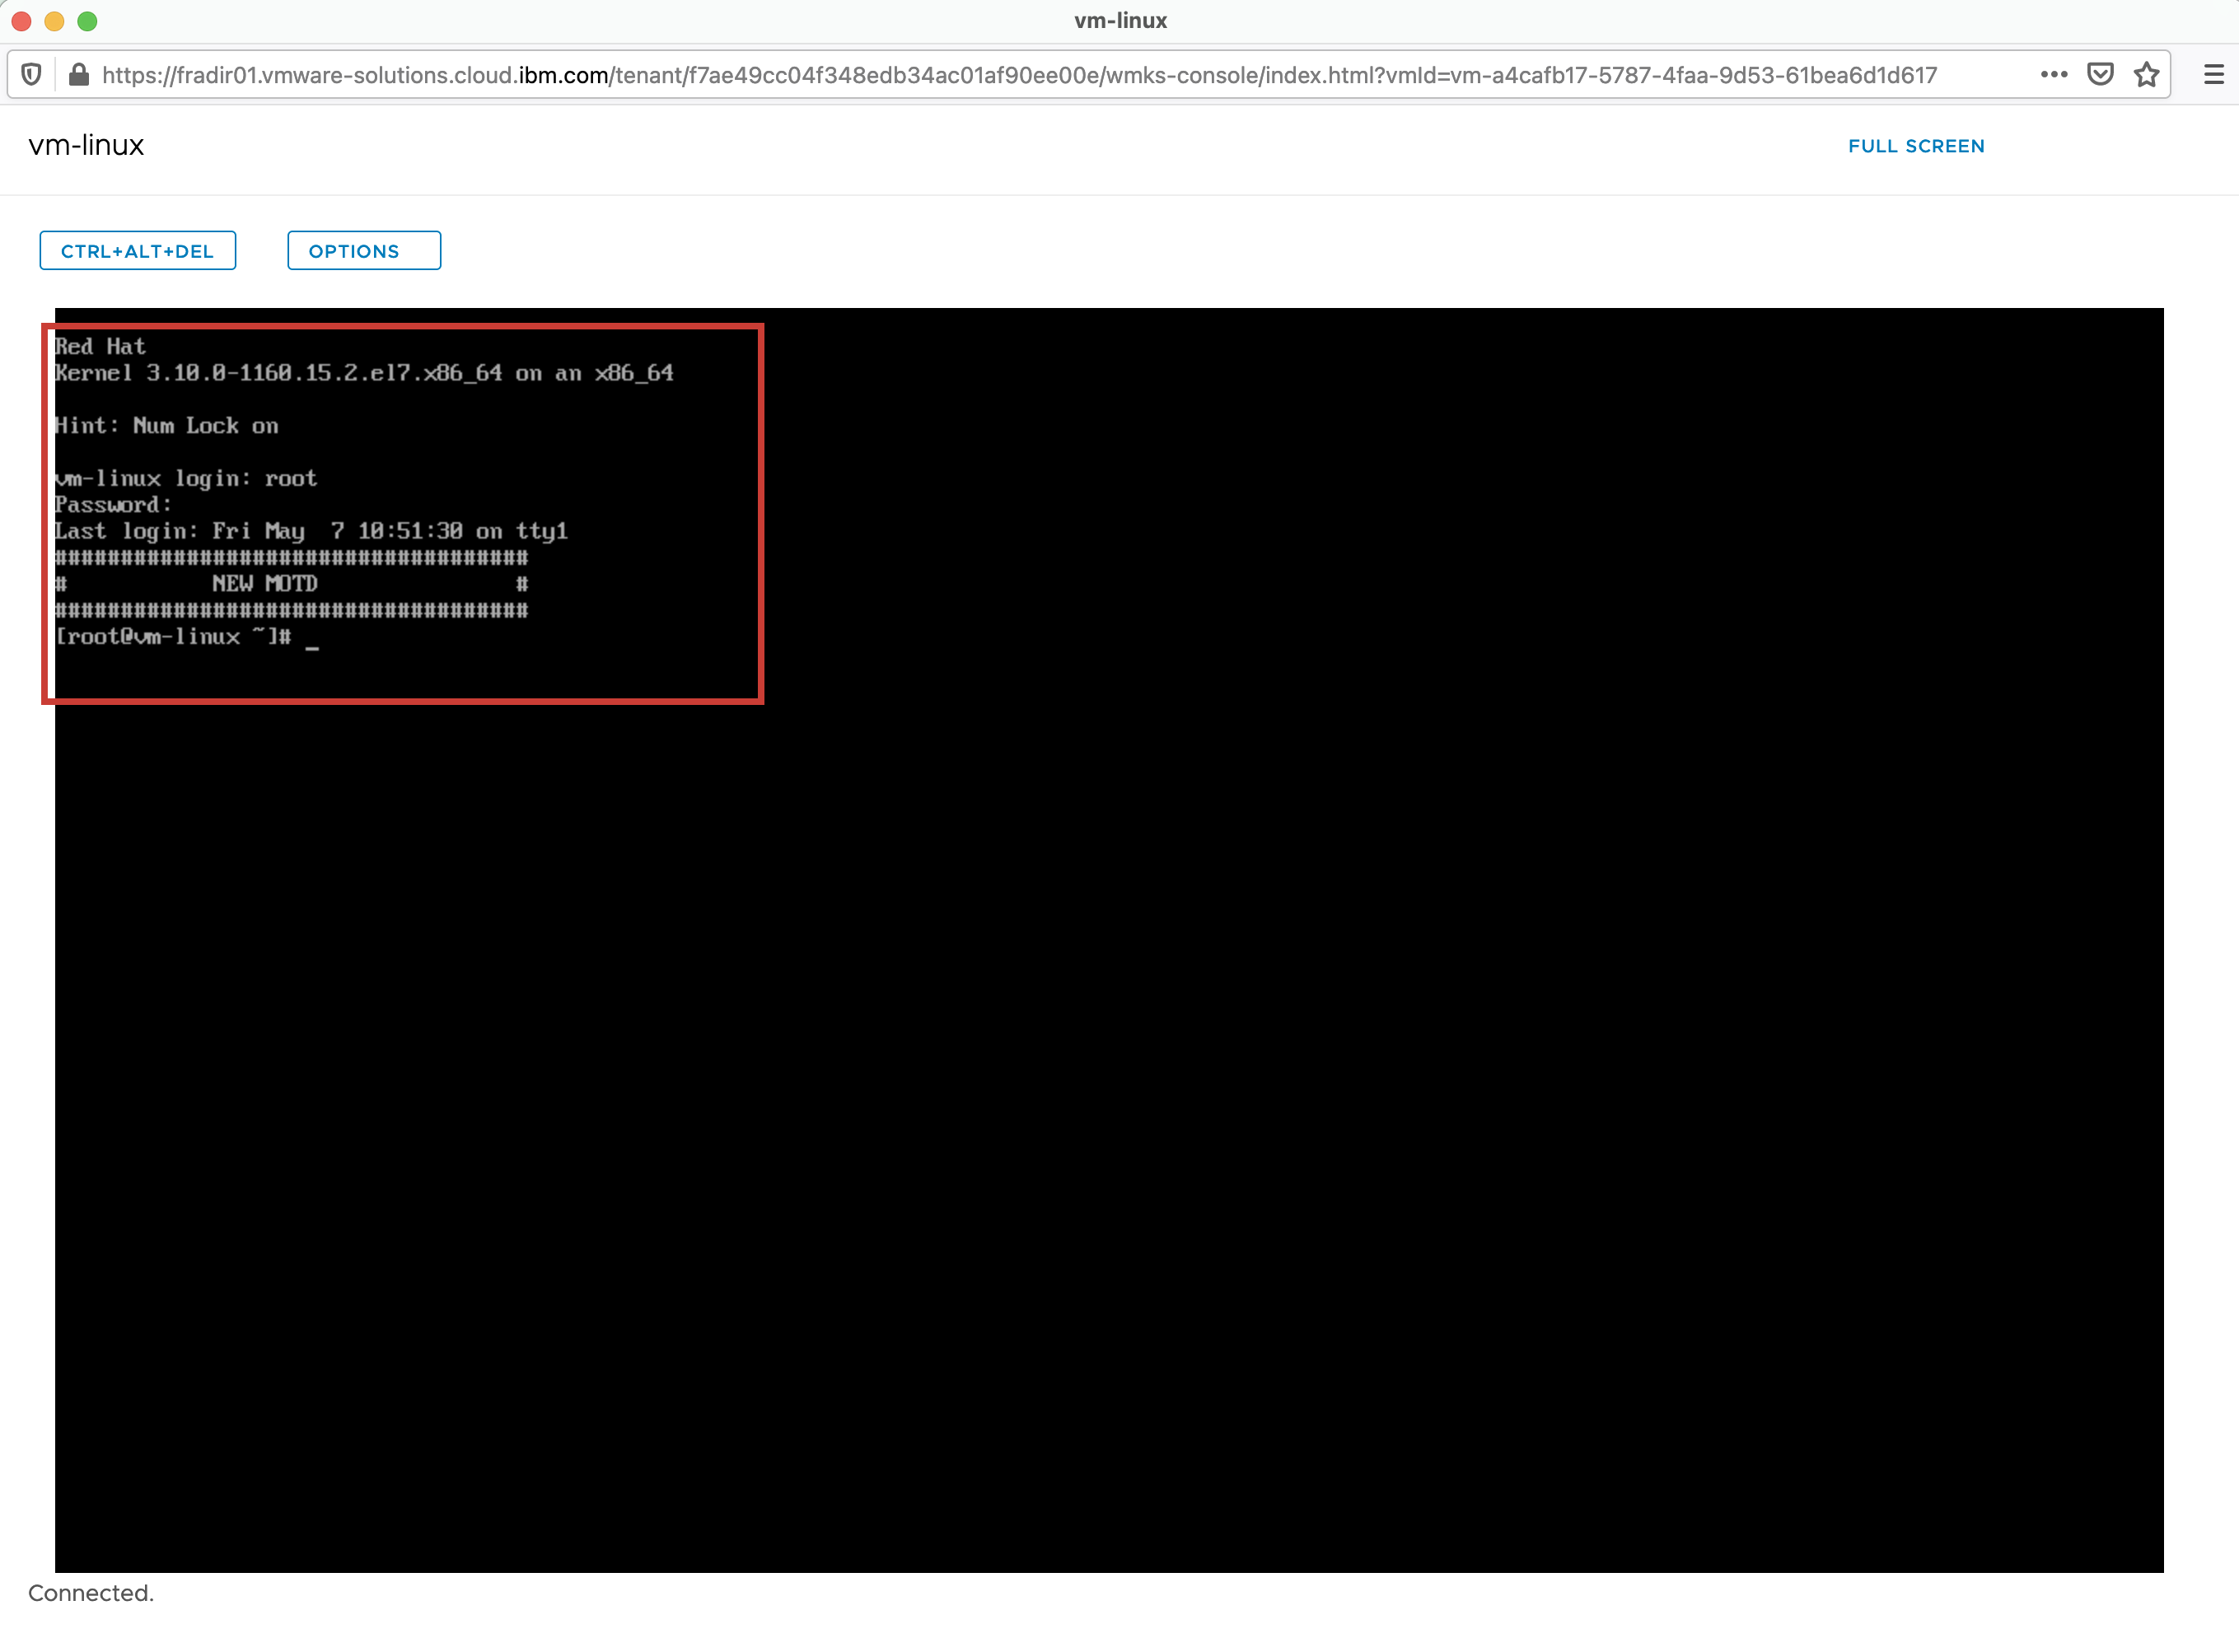 vm-linux
https://fradir01.vmware-solutions.cloud.ibm.com/tenant/f7ae49cc04f348edb34ac01af90ee00e/wmks-console/index.html?vmId=vm-a4cafb17-5787-4faa-9d53-61bea6d1d617
vm-linux
FULL SCREEN
CTRL+ALT+DEL
OPTIONS
Red Hat
Kernel 3.10.0-1160.15.2.el7.x86_64 on an x86_64
Hint: Num Lock on
vm-linux login: root
Password:
Last login: Fri May  7 10:51:30 on tty1
####################################
#           NEW MOTD               #
####################################
[root@vm-linux ~]# _
Connected.